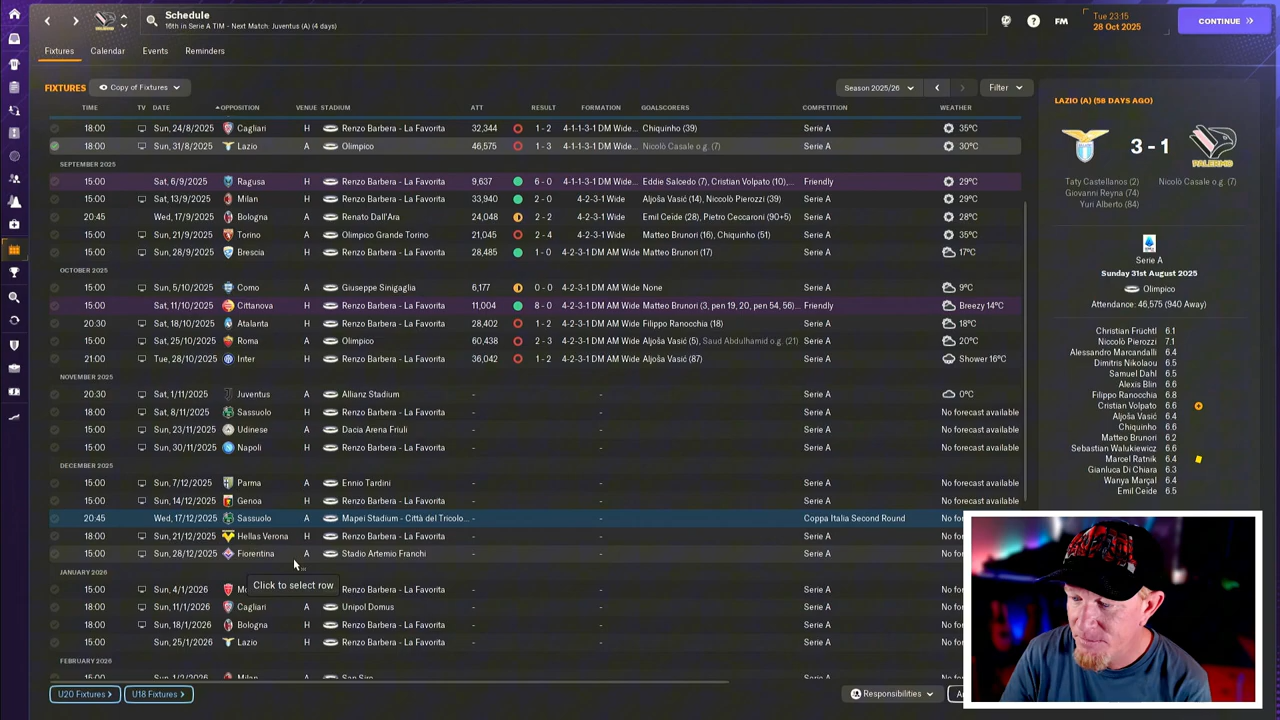 Schedule
16th in Serie A TIM - Next Match: Juventus (A) (4 days)
FM
Tue 23:15
28 Oct 2025
CONTINUE
Fixtures Calendar Events Reminders
FIXTURES Copy of Fixtures Season 2025/26 Filter
TIME TV DATE OPPOSITION VENUE STADIUM ATT RESULT FORMATION GOALSCORERS COMPETITION WEATHER
18:00 Sun, 24/8/2025 Cagliari H Renzo Barbera - La Favorita 32,344 1 - 2 4-1-1-3-1 DM Wide... Chiquinho (39) Serie A 35°C
18:00 Sun, 31/8/2025 Lazio A Olimpico 46,575 1 - 3 4-1-1-3-1 DM Wide... Nicolò Casale o.g. (7) Serie A 30°C
SEPTEMBER 2025
15:00 Sat, 6/9/2025 Ragusa H Renzo Barbera - La Favorita 9,637 6 - 0 4-1-1-3-1 DM Wide... Eddie Salcedo (7), Cristian Volpato (10),... Friendly 29°C
15:00 Sat, 13/9/2025 Milan H Renzo Barbera - La Favorita 33,940 2 - 0 4-2-3-1 Wide Aljoša Vasić (14), Niccolò Pierozzi (39) Serie A 29°C
20:45 Wed, 17/9/2025 Bologna A Renato Dall'Ara 24,048 2 - 2 4-2-3-1 Wide Emil Ceide (28), Pietro Ceccaroni (90+5) Serie A 28°C
15:00 Sun, 21/9/2025 Torino A Olimpico Grande Torino 21,045 2 - 4 4-2-3-1 Wide Matteo Brunori (16), Chiquinho (51) Serie A 35°C
15:00 Sun, 28/9/2025 Brescia H Renzo Barbera - La Favorita 28,485 1 - 0 4-2-3-1 DM AM Wide Matteo Brunori (17) Serie A 17°C
OCTOBER 2025
15:00 Sun, 5/10/2025 Como A Giuseppe Sinigaglia 6,177 0 - 0 4-2-3-1 DM AM Wide None Serie A 9°C
15:00 Sat, 11/10/2025 Cittanova H Renzo Barbera - La Favorita 11,004 8 - 0 4-2-3-1 DM AM Wide Matteo Brunori (3, pen 19, 20, pen 54, 56)... Friendly Breezy 14°C
20:30 Sat, 18/10/2025 Atalanta H Renzo Barbera - La Favorita 28,402 1 - 2 4-2-3-1 DM AM Wide Filippo Ranocchia (18) Serie A 18°C
15:00 Sat, 25/10/2025 Roma A Olimpico 60,438 2 - 3 4-2-3-1 DM AM Wide Aljoša Vasić (5), Saud Abdulhamid o.g. (21) Serie A 20°C
21:00 Tue, 28/10/2025 Inter H Renzo Barbera - La Favorita 36,042 1 - 2 4-2-3-1 DM AM Wide Aljoša Vasić (87) Serie A Shower 16°C
NOVEMBER 2025
20:30 Sat, 1/11/2025 Juventus A Allianz Stadium - - Serie A 0°C
18:00 Sat, 8/11/2025 Sassuolo H Renzo Barbera - La Favorita - - Serie A No forecast available
15:00 Sun, 23/11/2025 Udinese A Dacia Arena Friuli - - Serie A No forecast available
15:00 Sun, 30/11/2025 Napoli H Renzo Barbera - La Favorita - - Serie A No forecast available
DECEMBER 2025
15:00 Sun, 7/12/2025 Parma A Ennio Tardini - - Serie A No forecast available
15:00 Sun, 14/12/2025 Genoa H Renzo Barbera - La Favorita - - Serie A No forecast available
20:45 Wed, 17/12/2025 Sassuolo A Mapei Stadium - Città del Tricolo... - - Coppa Italia Second Round No
18:00 Sun, 21/12/2025 Hellas Verona H Renzo Barbera - La Favorita - - Serie A No
15:00 Sun, 28/12/2025 Fiorentina A Stadio Artemio Franchi - - Serie A No
JANUARY 2026
15:00 Sun, 4/1/2026 Renzo Barbera - La Favorita - - Serie A No
Click to select row
18:00 Sun, 11/1/2026 Cagliari A Unipol Domus - - Serie A No
18:00 Sun, 18/1/2026 Bologna H Renzo Barbera - La Favorita - - Serie A No
15:00 Sun, 25/1/2026 Lazio H Renzo Barbera - La Favorita - - Serie A No
FEBRUARY 2026
15:00 Sun, 1/2/2026 Milan A San Siro - - Serie A
U20 Fixtures > U18 Fixtures > Responsibilities
LAZIO (A) (58 DAYS AGO)
3 - 1
PALERMO
Taty Castellanos (2) Nicolò Casale o.g. (7)
Giovanni Reyna (74)
Yuri Alberto (84)
Serie A
Sunday 31st August 2025
Olimpico
Attendance: 46,575 (940 Away)
Christian Früchtl 6.1
Niccolò Pierozzi 7.1
Alessandro Marcandalli 6.4
Dimitris Nikolaou 6.5
Samuel Dahl 6.5
Alexis Blin 6.6
Filippo Ranocchia 6.8
Cristian Volpato 6.6
Aljoša Vasić 6.4
Chiquinho 6.6
Matteo Brunori 6.2
Sebastian Walukiewicz 6.6
Marcel Ratnik 6.4
Gianluca Di Chiara 6.3
Wanya Marçal 6.4
Emil Ceide 6.5